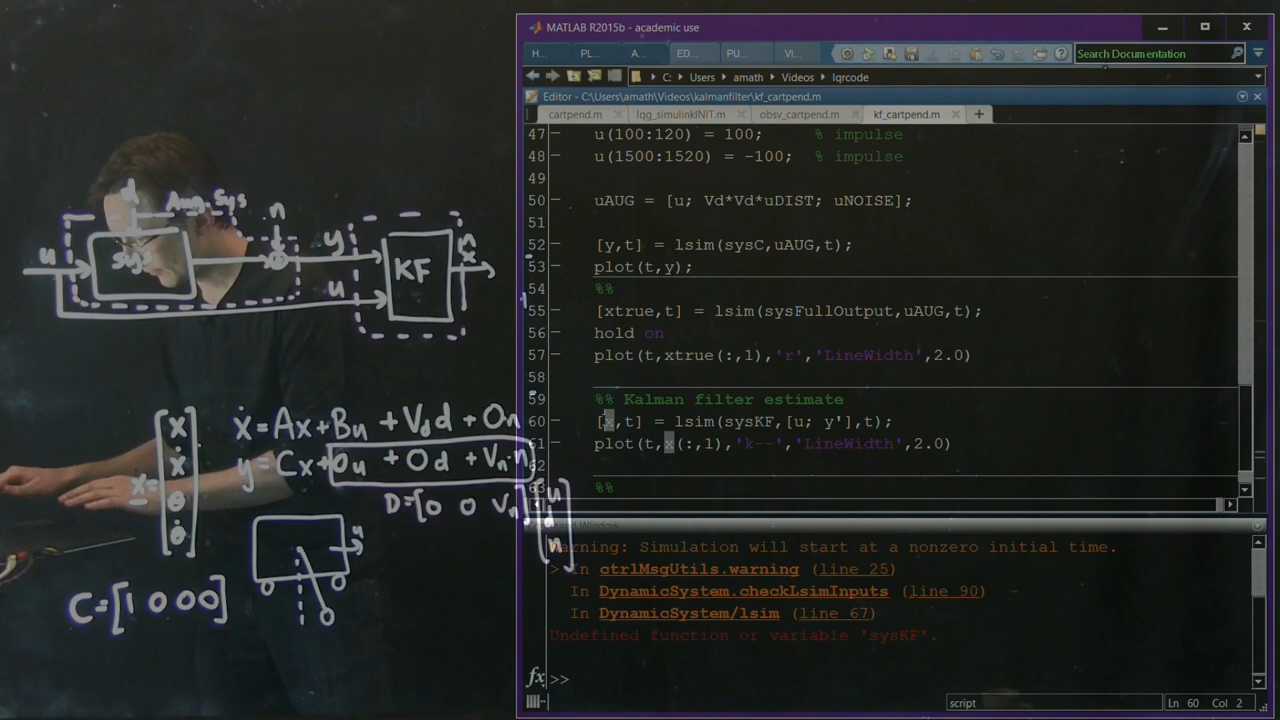 MATLAB R2015b - academic use
H... PL... A... ED... PU... VI...
Search Documentation
C: Users amath Videos lqrcode
Editor - C:\Users\amath\Videos\kalmanfilter\kf_cartpend.m
cartpend.m lqg_simulinkINIT.m obsv_cartpend.m kf_cartpend.m
47 u(100:120) = 100; % impulse
48 u(1500:1520) = -100; % impulse
49
50 uAUG = [u; Vd*Vd*uDIST; uNOISE];
51
52 [y,t] = lsim(sysC,uAUG,t);
53 plot(t,y);
54 %%
55 [xtrue,t] = lsim(sysFullOutput,uAUG,t);
56 hold on
57 plot(t,xtrue(:,1),'r','LineWidth',2.0)
58
59 %% Kalman filter estimate
60 [x,t] = lsim(sysKF,[u; y'],t);
61 plot(t,x(:,1),'k--','LineWidth',2.0)
62
63 %%
Window
Warning: Simulation will start at a nonzero initial time.
> In ctrlMsgUtils.warning (line 25)
In DynamicSystem.checkLsimInputs (line 90)
In DynamicSystem/lsim (line 67)
Undefined function or variable 'sysKF'.
fx >>
script Ln 60 Col 2
d Aug. Sys n
u sys y KF x̂
u
x = [x ẋ θ θ̇]
ẋ = Ax + Bu + Vd d + 0n
y = Cx + 0u + 0d + Vn·n
D = [0 0 Vn] [u d n]
u
C = [1 0 0 0]